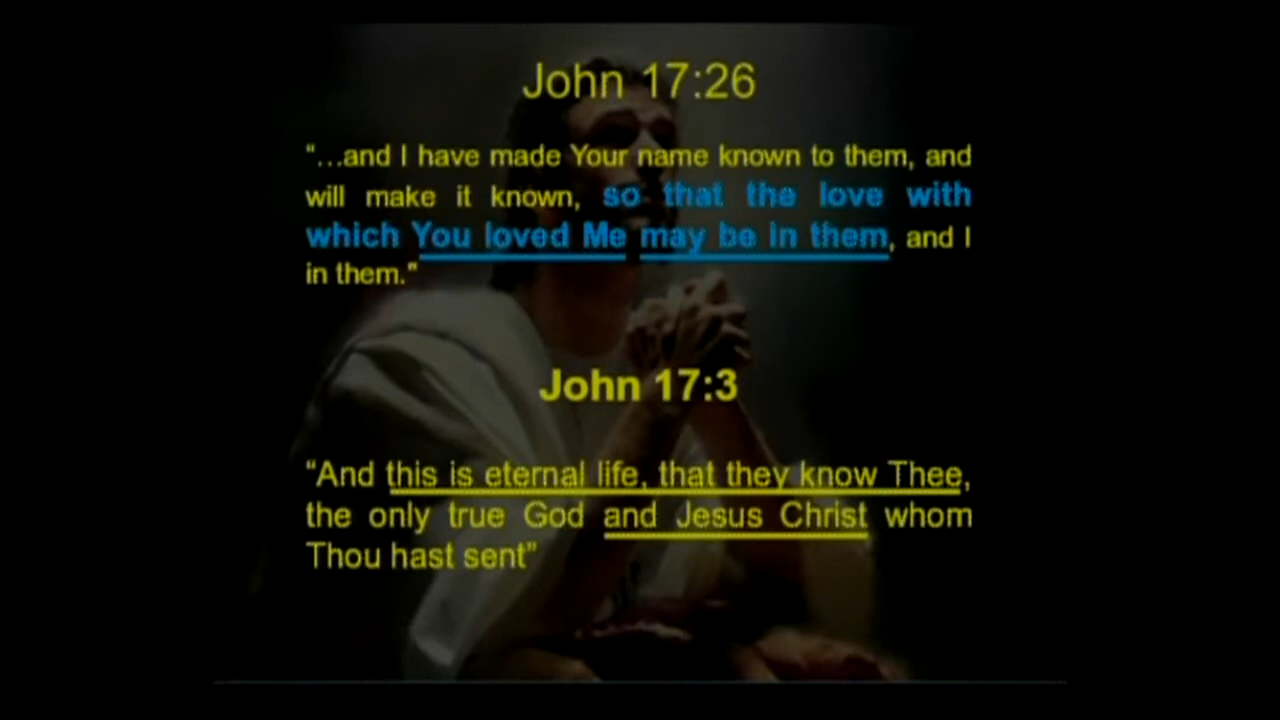 John 17:26
“…and I have made Your name known to them, and
will make it known, so that the love with
which You loved Me may be in them, and I
in them.”
John 17:3
“And this is eternal life, that they know Thee,
the only true God and Jesus Christ whom
Thou hast sent”